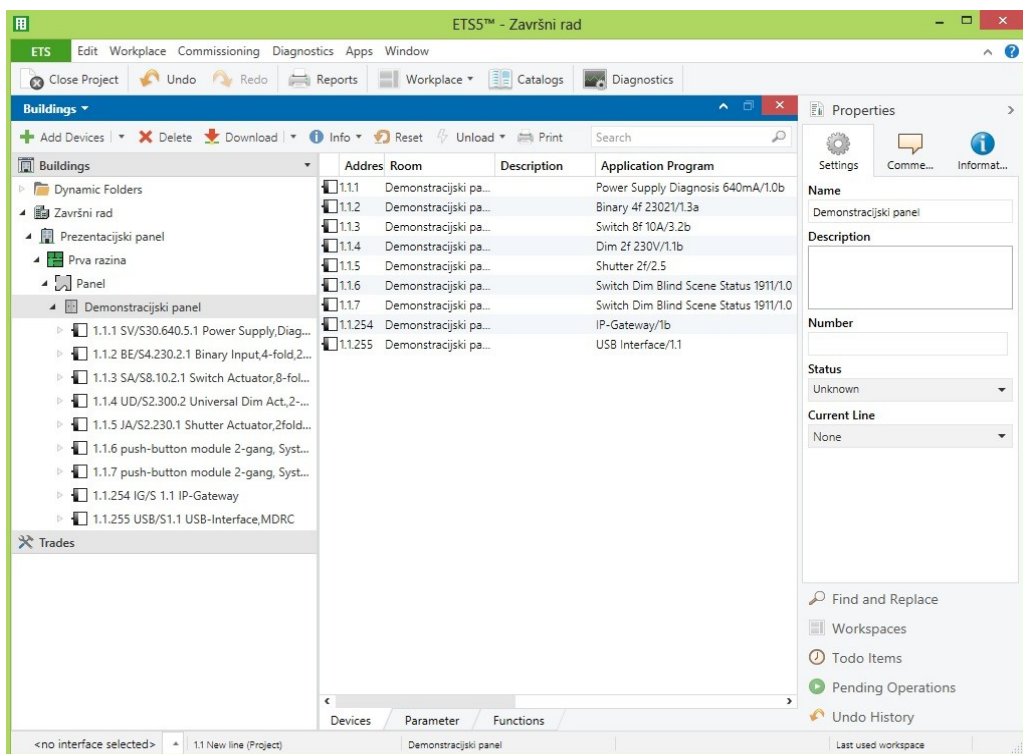 ETS5™ - Završni rad
ETS Edit Workplace Commissioning Diagnostics Apps Window
Close Project Undo Redo Reports Workplace Catalogs Diagnostics
Buildings
Add Devices Delete Download Info Reset Unload Print Search
Buildings
Dynamic Folders
Završni rad
Prezentacijski panel
Prva razina
Panel
Demonstracijski panel
1.1.1 SV/S30.640.5.1 Power Supply,Diag...
1.1.2 BE/S4.230.2.1 Binary Input,4-fold,2...
1.1.3 SA/S8.10.2.1 Switch Actuator,8-fol...
1.1.4 UD/S2.300.2 Universal Dim Act.,2-...
1.1.5 JA/S2.230.1 Shutter Actuator,2fold...
1.1.6 push-button module 2-gang, Syst...
1.1.7 push-button module 2-gang, Syst...
1.1.254 IG/S 1.1 IP-Gateway
1.1.255 USB/S1.1 USB-Interface,MDRC
Trades
Addres Room Description Application Program
1.1.1 Demonstracijski pa... Power Supply Diagnosis 640mA/1.0b
1.1.2 Demonstracijski pa... Binary 4f 23021/1.3a
1.1.3 Demonstracijski pa... Switch 8f 10A/3.2b
1.1.4 Demonstracijski pa... Dim 2f 230V/1.1b
1.1.5 Demonstracijski pa... Shutter 2f/2.5
1.1.6 Demonstracijski pa... Switch Dim Blind Scene Status 1911/1.0
1.1.7 Demonstracijski pa... Switch Dim Blind Scene Status 1911/1.0
1.1.254 Demonstracijski pa... IP-Gateway/1b
1.1.255 Demonstracijski pa... USB Interface/1.1
Devices Parameter Functions
Properties
Settings Comme... Informat...
Name
Demonstracijski panel
Description
Number
Status
Unknown
Current Line
None
Find and Replace
Workspaces
Todo Items
Pending Operations
Undo History
<no interface selected> 1.1 New line (Project) Demonstracijski panel Last used workspace